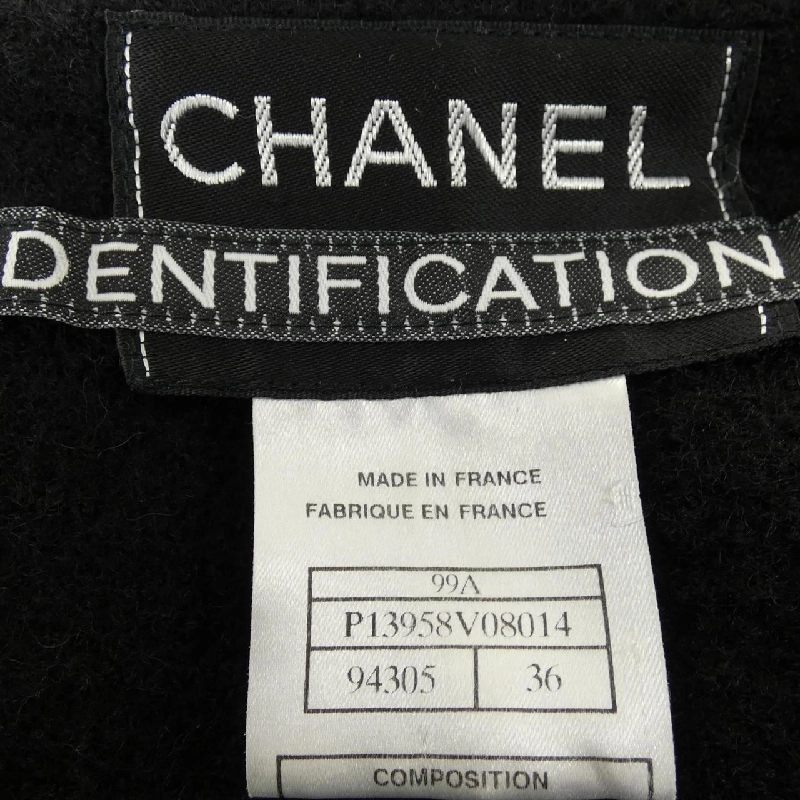 CHANEL
DENTIFICATION
MADE IN FRANCE
FABRIQUE EN FRANCE
99A
P13958V08014
94305 36
COMPOSITION